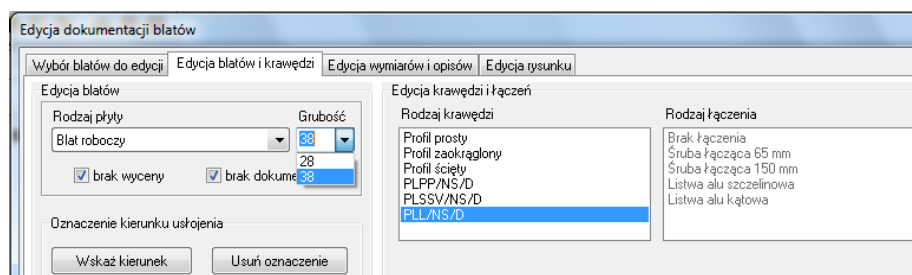 Edycja dokumentacji blatów
Wybór blatów do edycji
Edycja blatów i krawędzi
Edycja wymiarów i opisów
Edycja rysunku
Edycja blatów
Rodzaj płyty
Grubość
Blat roboczy
38
28
38
brak wyceny
brak dokume
Oznaczenie kierunku usłojenia
Wskaż kierunek
Usuń oznaczenie
Edycja krawędzi i łączeń
Rodzaj krawędzi
Profil prosty
Profil zaokrąglony
Profil ścięty
PLPP/NS/D
PLSSV/NS/D
PLL/NS/D
Rodzaj łączenia
Brak łączenia
Śruba łącząca 65 mm
Śruba łącząca 150 mm
Listwa alu szczelinowa
Listwa alu kątowa